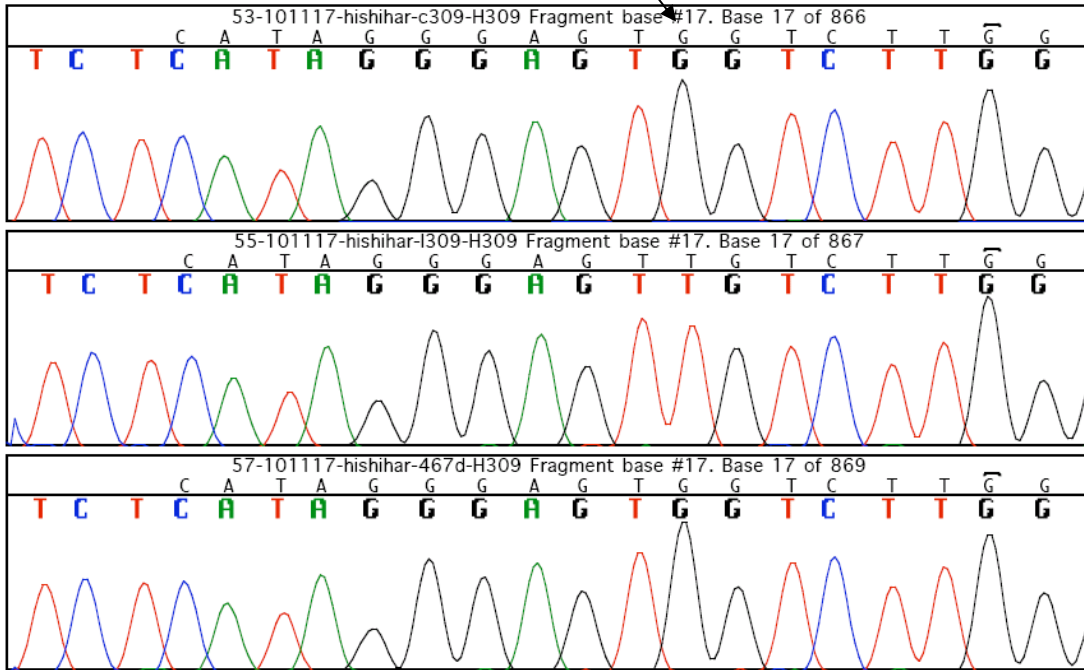 53-101117-hishihar-c309-H309 Fragment base #17. Base 17 of 866
C A T A G G G A G T G G T C T T G G
T C T C A T A G G G A G T G G T C T T G G
55-101117-hishihar-l309-H309 Fragment base #17. Base 17 of 867
C A T A G G G A G T T G T C T T G G
T C T C A T A G G G A G T T G T C T T G G
57-101117-hishihar-467d-H309 Fragment base #17. Base 17 of 869
C A T A G G G A G T G G T C T T G G
T C T C A T A G G G A G T G G T C T T G G